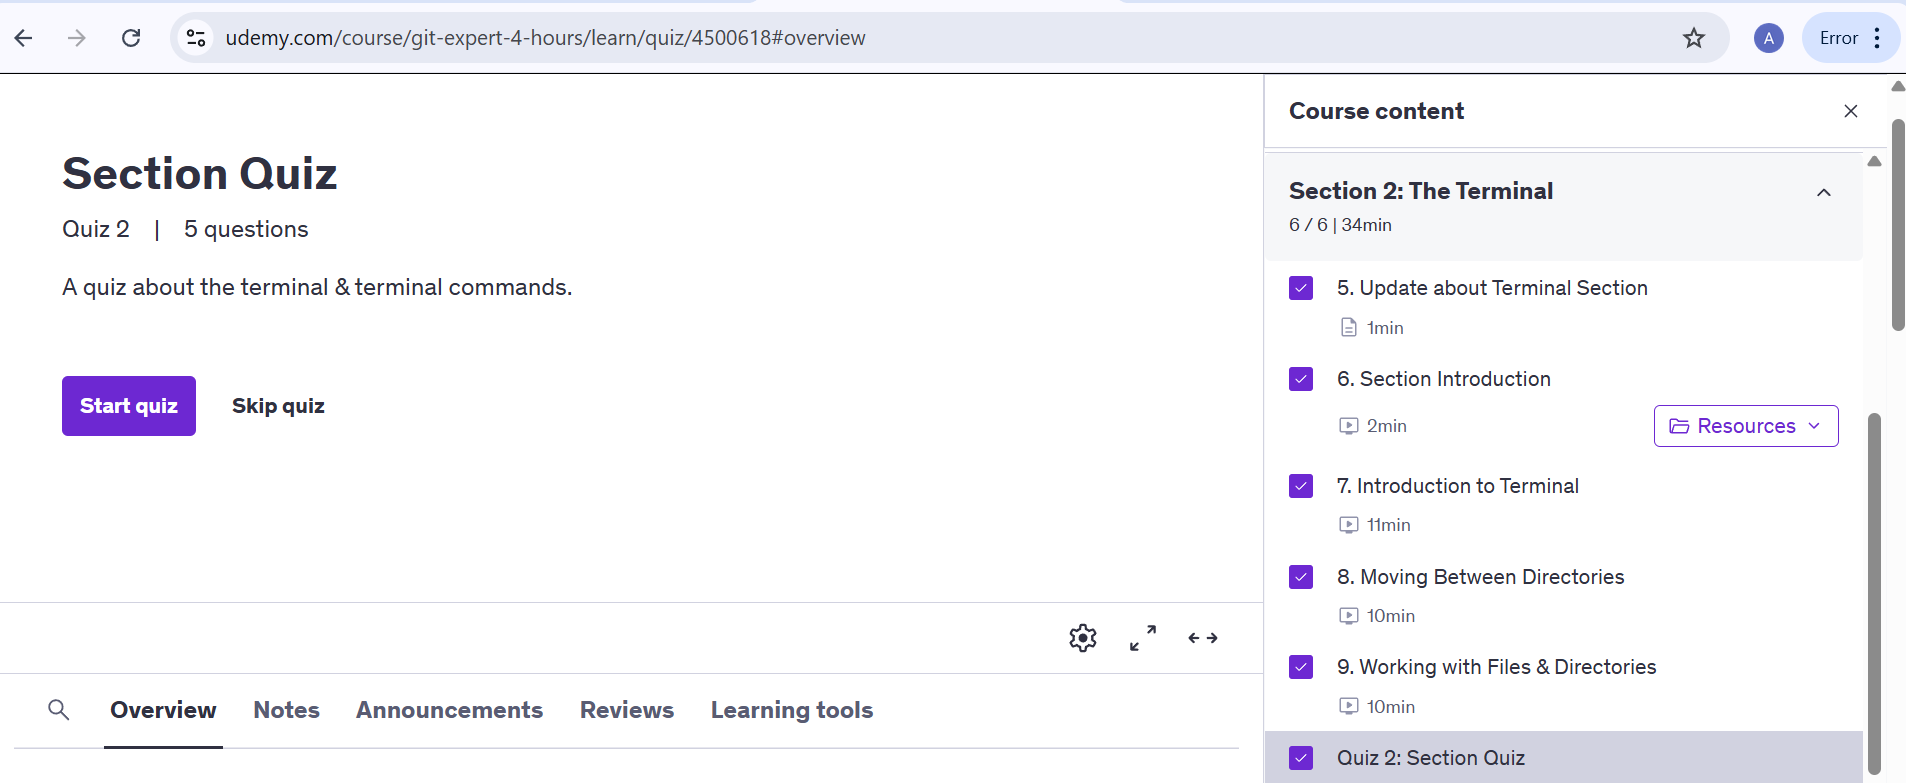 udemy.com/course/git-expert-4-hours/learn/quiz/4500618#overview
A
Error
Section Quiz
Quiz 2 | 5 questions
A quiz about the terminal & terminal commands.
Start quiz
Skip quiz
Overview
Notes
Announcements
Reviews
Learning tools
Course content
Section 2: The Terminal
6 / 6 | 34min
5. Update about Terminal Section
1min
6. Section Introduction
2min
Resources
7. Introduction to Terminal
11min
8. Moving Between Directories
10min
9. Working with Files & Directories
10min
Quiz 2: Section Quiz